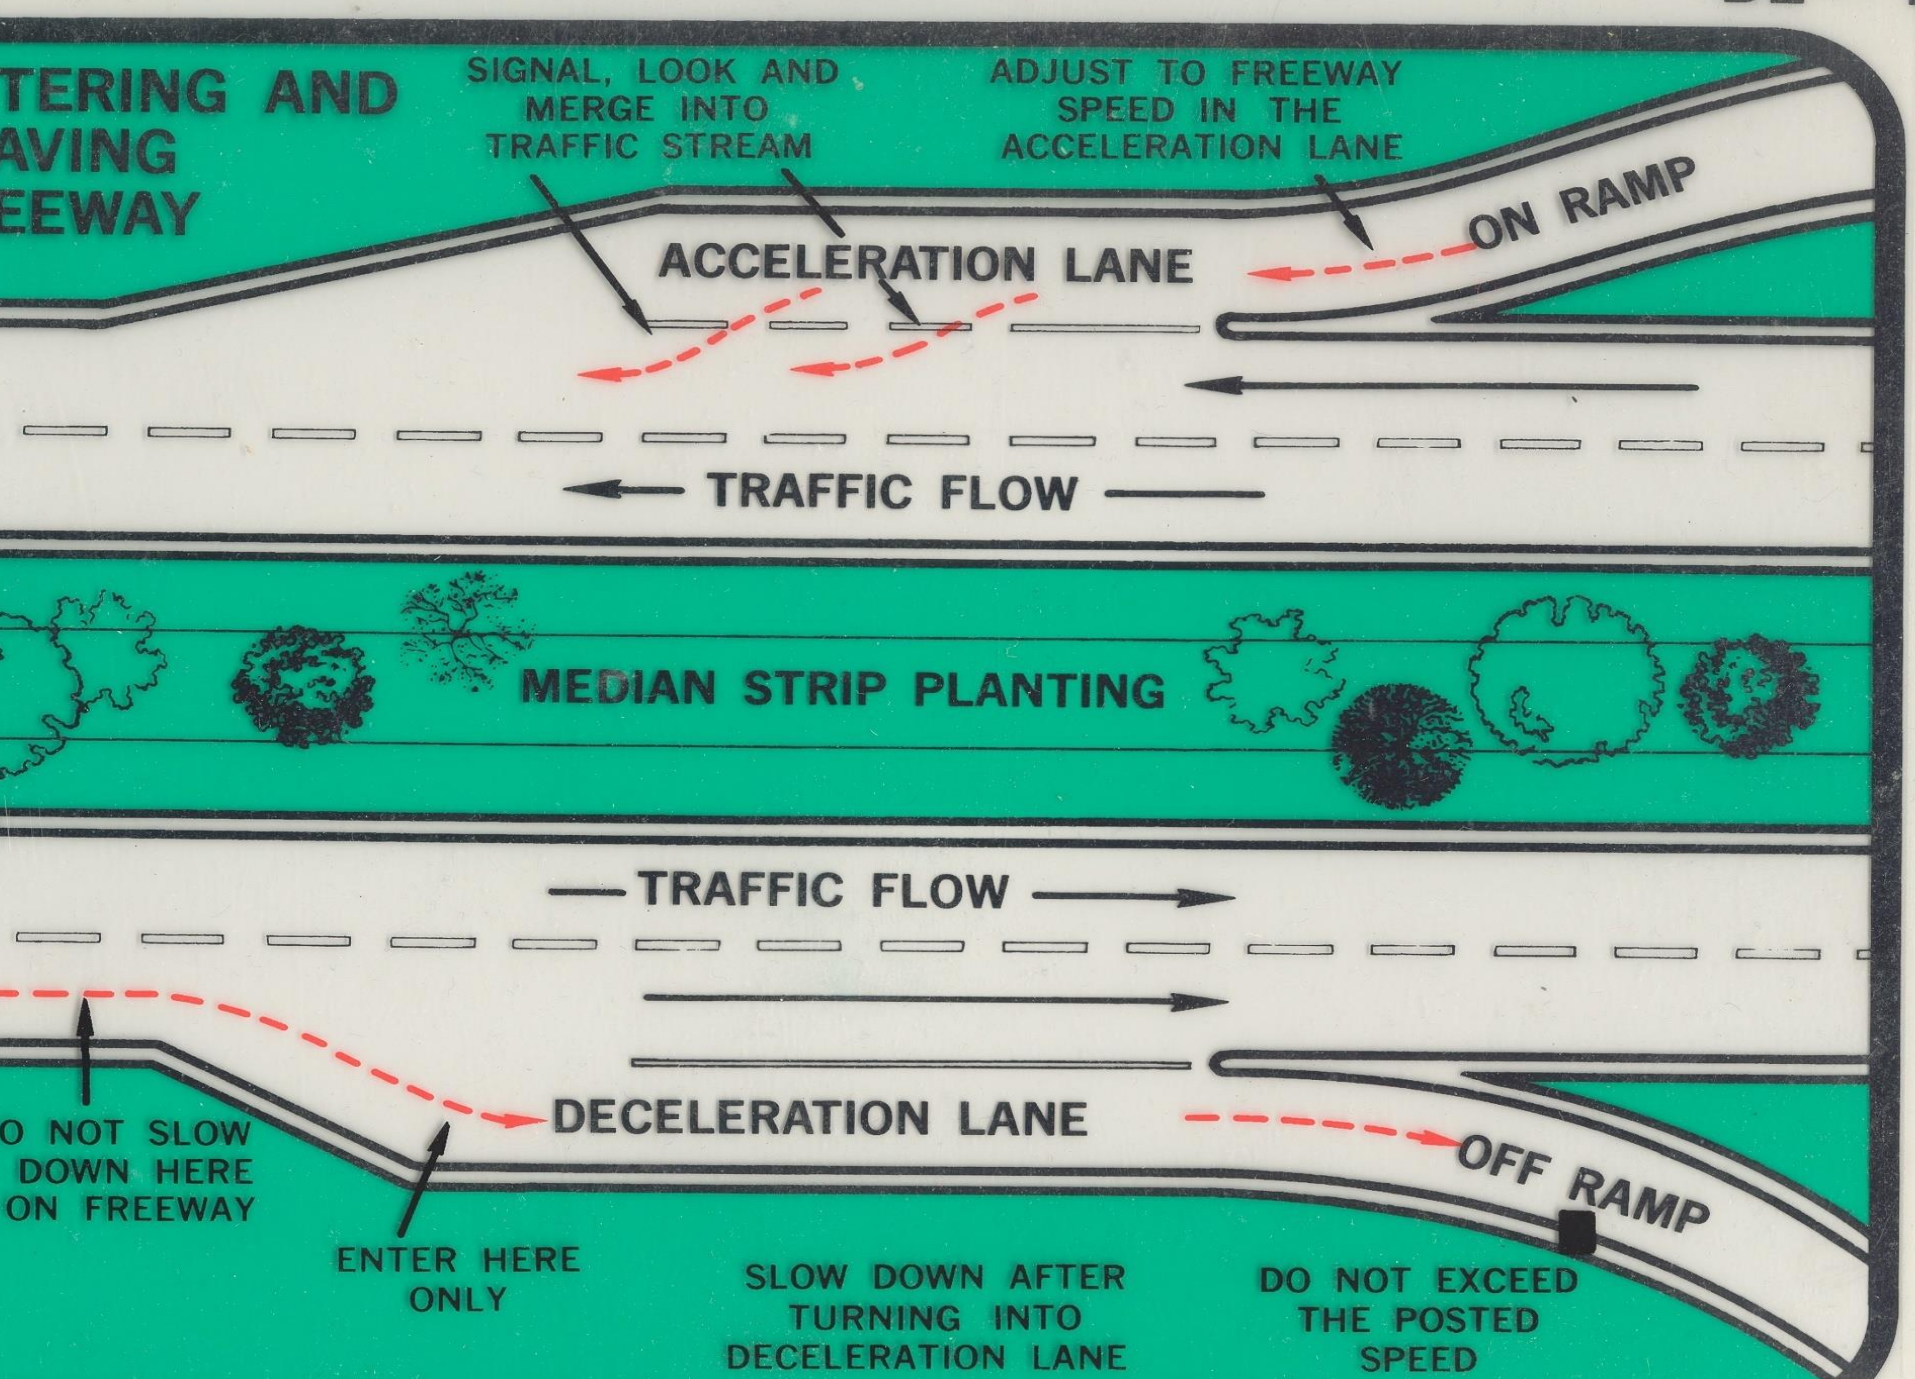 TERING AND
AVING
EEWAY
SIGNAL, LOOK AND
MERGE INTO
TRAFFIC STREAM
ADJUST TO FREEWAY
SPEED IN THE
ACCELERATION LANE
ON RAMP
ACCELERATION LANE
TRAFFIC FLOW
MEDIAN STRIP PLANTING
TRAFFIC FLOW
DECELERATION LANE
OFF RAMP
O NOT SLOW
DOWN HERE
ON FREEWAY
ENTER HERE
ONLY
SLOW DOWN AFTER
TURNING INTO
DECELERATION LANE
DO NOT EXCEED
THE POSTED
SPEED